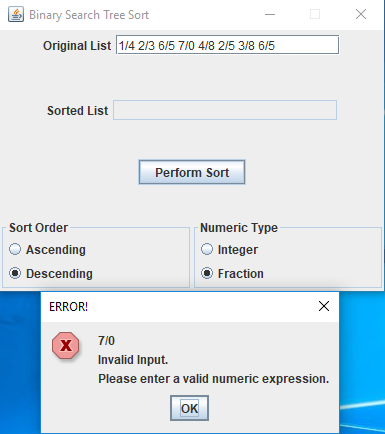 Binary Search Tree Sort
Original List 1/4 2/3 6/5 7/0 4/8 2/5 3/8 6/5
Sorted List
Perform Sort
Sort Order
Ascending
Descending
Numeric Type
Integer
Fraction
ERROR!
7/0
Invalid Input.
Please enter a valid numeric expression.
OK